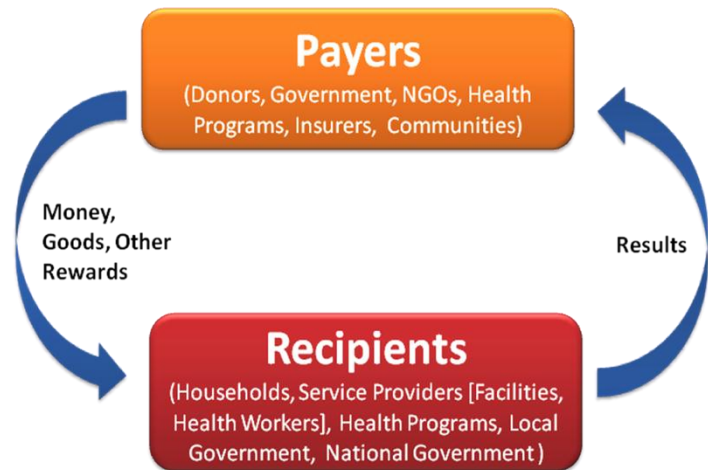 Payers
(Donors, Government, NGOs, Health
Programs, Insurers, Communities)
Money,
Goods, Other
Rewards
Results
Recipients
(Households, Service Providers [Facilities,
Health Workers], Health Programs, Local
Government, National Government)